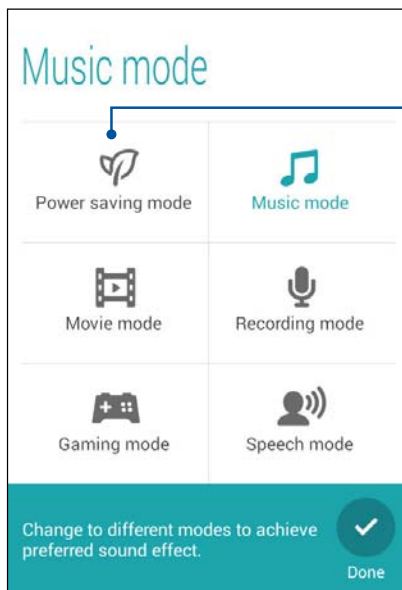 Music mode
Power saving mode
Music mode
Movie mode
Recording mode
Gaming mode
Speech mode
Change to different modes to achieve
preferred sound effect.
Done